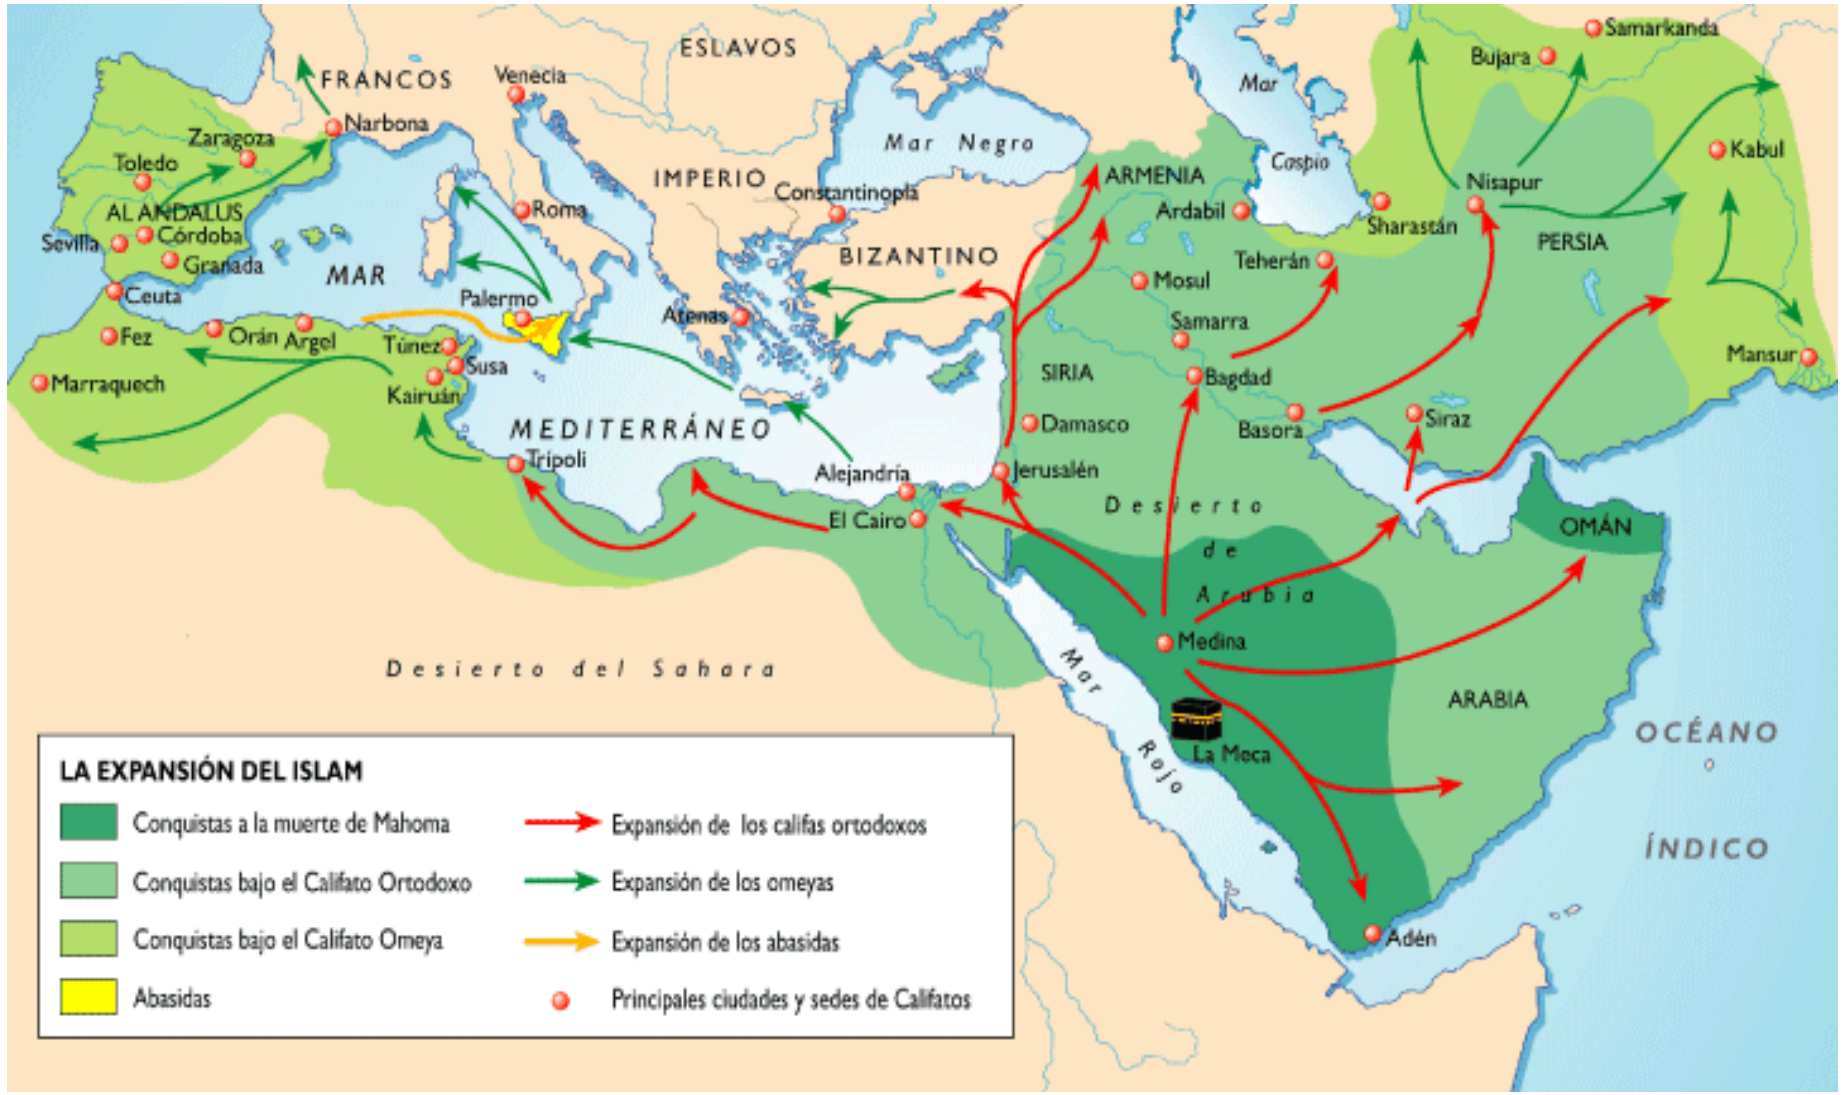 ESLAVOS
Samarkanda
Bujara
FRANCOS
Venecia
Mar
Caspio
Narbona
Zaragoza
Toledo
Mar Negro
Kabul
IMPERIO
Constantinopla
ARMENIA
Nisapur
AL ANDALUS
Roma
Ardabil
Sharastán
Sevilla
Córdoba
PERSIA
Granada
MAR
BIZANTINO
Teherán
Mosul
Ceuta
Palermo
Atenas
Samarra
Fez
Orán
Argel
Túnez
Susa
Mansur
Marraquech
Kairuán
SIRIA
Bagdad
MEDITERRÁNEO
Damasco
Basora
Siraz
Tripoli
Alejandría
Jerusalén
El Cairo
Desierto
de
Arabia
OMÁN
Medina
Desierto del Sahara
Mar Rojo
ARABIA
La Meca
OCÉANO
ÍNDICO
Adén
LA EXPANSIÓN DEL ISLAM
Conquistas a la muerte de Mahoma
Conquistas bajo el Califato Ortodoxo
Conquistas bajo el Califato Omeya
Abasidas
Expansión de los califas ortodoxos
Expansión de los omeyas
Expansión de los abasidas
Principales ciudades y sedes de Califatos